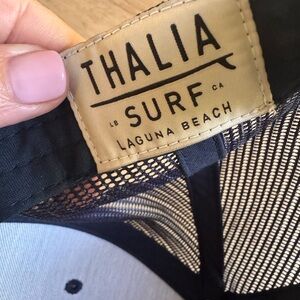 THALIA
LB SURF CA
LAGUNA BEACH